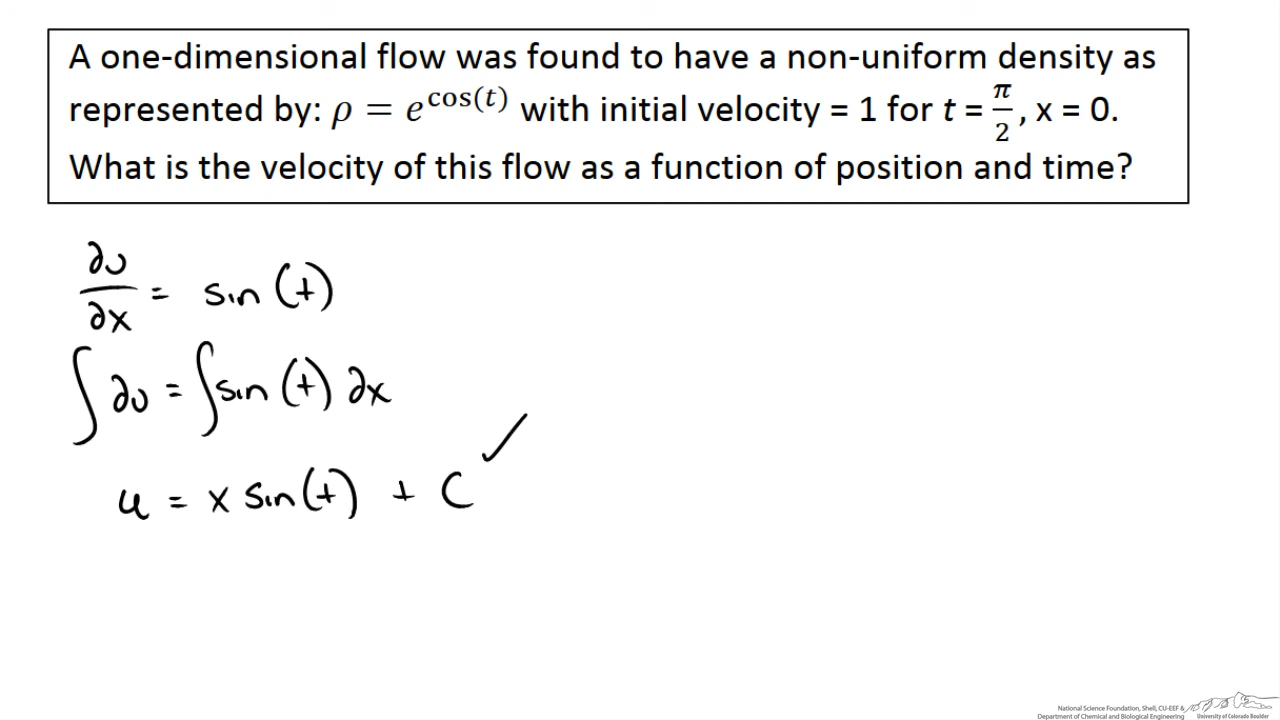 A one-dimensional flow was found to have a non-uniform density as
represented by: ρ = e^cos(t) with initial velocity = 1 for t = π/2, x = 0.
What is the velocity of this flow as a function of position and time?
∂υ/∂x = sin(t)
∫∂υ = ∫sin(t) ∂x
u = x sin(t) + C ✓
National Science Foundation, Shell, CU-EEF &
Department of Chemical and Biological Engineering
University of Colorado Boulder